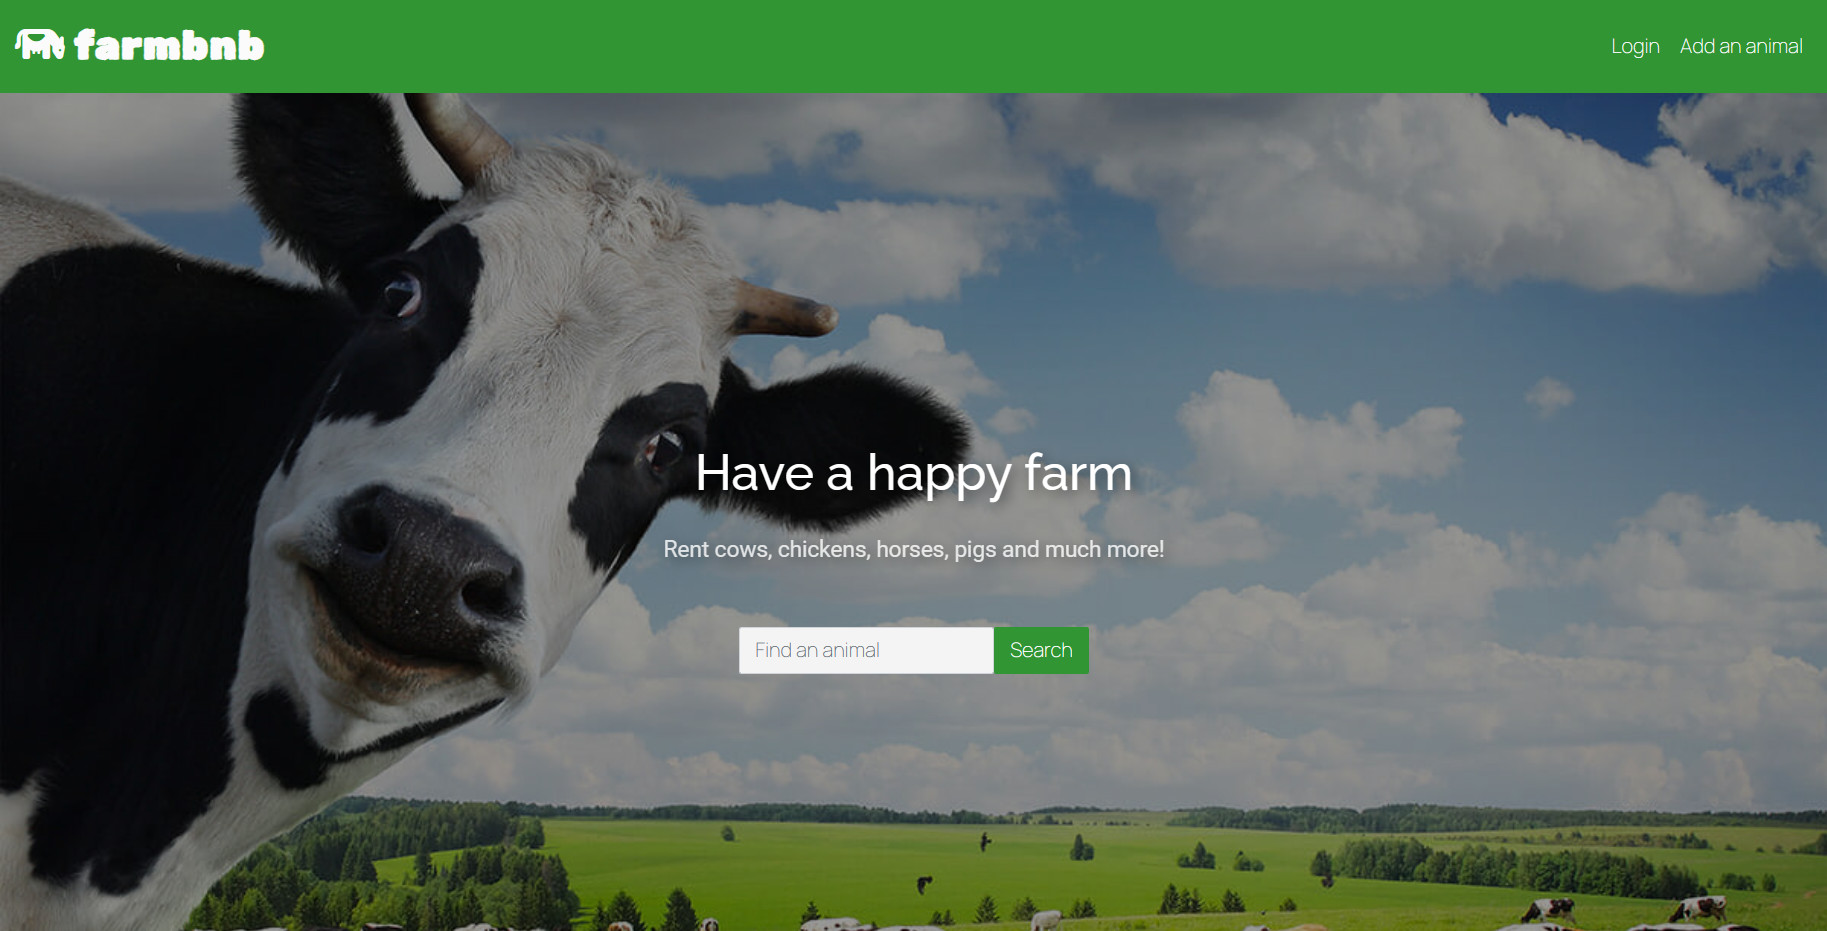 farmbnb
Login
Add an animal
Have a happy farm
Rent cows, chickens, horses, pigs and much more!
Find an animal
Search